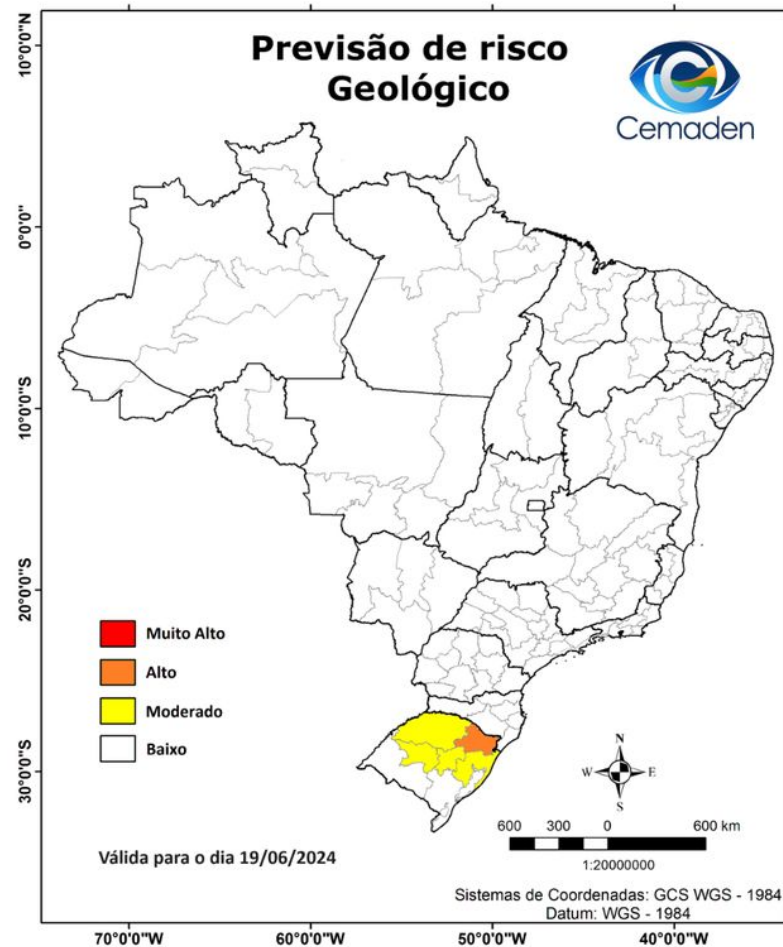 Previsão de risco
Geológico
Cemaden
10°0'0"N
0°0'0"
10°0'0"S
20°0'0"S
30°0'0"S
Muito Alto
Alto
Moderado
Baixo
N
W
E
S
600 300 0 600 km
1:20000000
Válida para o dia 19/06/2024
Sistemas de Coordenadas: GCS WGS - 1984
Datum: WGS - 1984
70°0'0"W 60°0'0"W 50°0'0"W 40°0'0"W